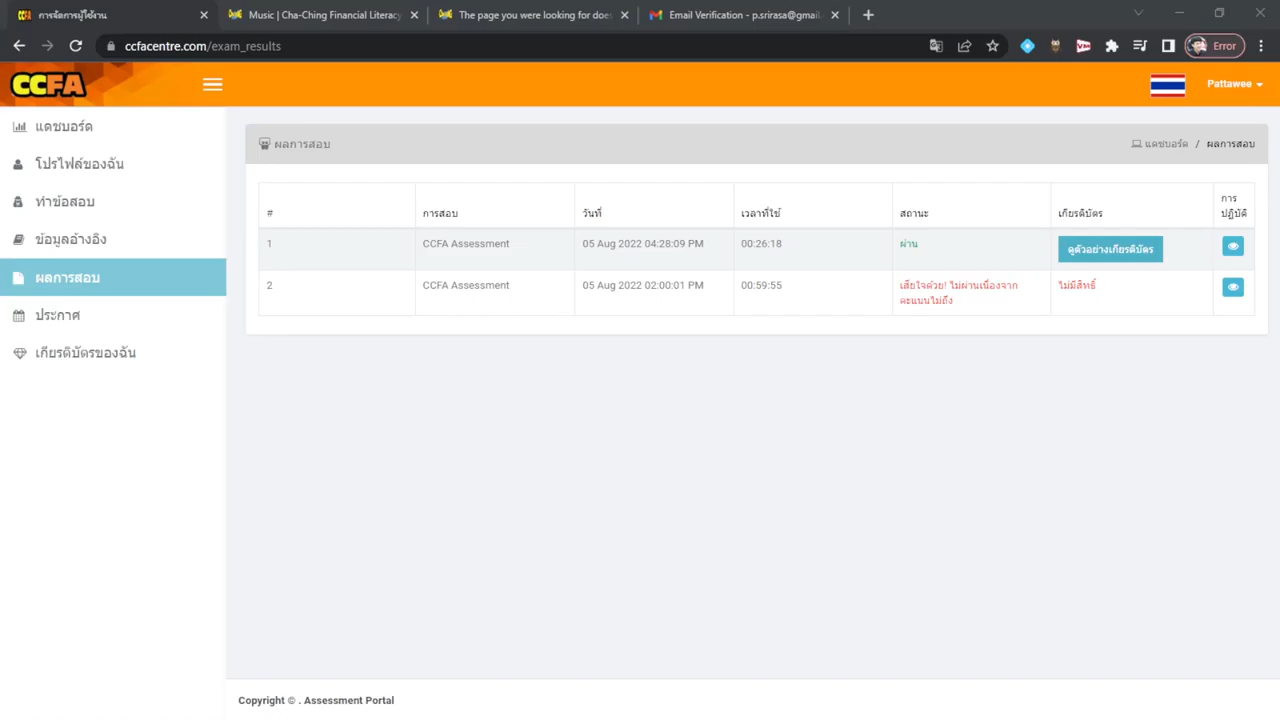 การจัดการผู้ใช้งาน
Music | Cha-Ching Financial Literacy
The page you were looking for does
Email Verification - p.srirasa@gmail.
ccfacentre.com/exam_results
Error
CCFA
Pattawee
แดชบอร์ด
โปรไฟล์ของฉัน
ทำข้อสอบ
ข้อมูลอ้างอิง
ผลการสอบ
ประกาศ
เกียรติบัตรของฉัน
ผลการสอบ
แดชบอร์ด / ผลการสอบ
# การสอบ วันที่ เวลาที่ใช้ สถานะ เกียรติบัตร การ
ปฏิบัติ
1 CCFA Assessment 05 Aug 2022 04:28:09 PM 00:26:18 ผ่าน ดูตัวอย่างเกียรติบัตร
2 CCFA Assessment 05 Aug 2022 02:00:01 PM 00:59:55 เสียใจด้วย! ไม่ผ่านเนื่องจาก ไม่มีสิทธิ์
คะแนนไม่ถึง
Copyright © . Assessment Portal